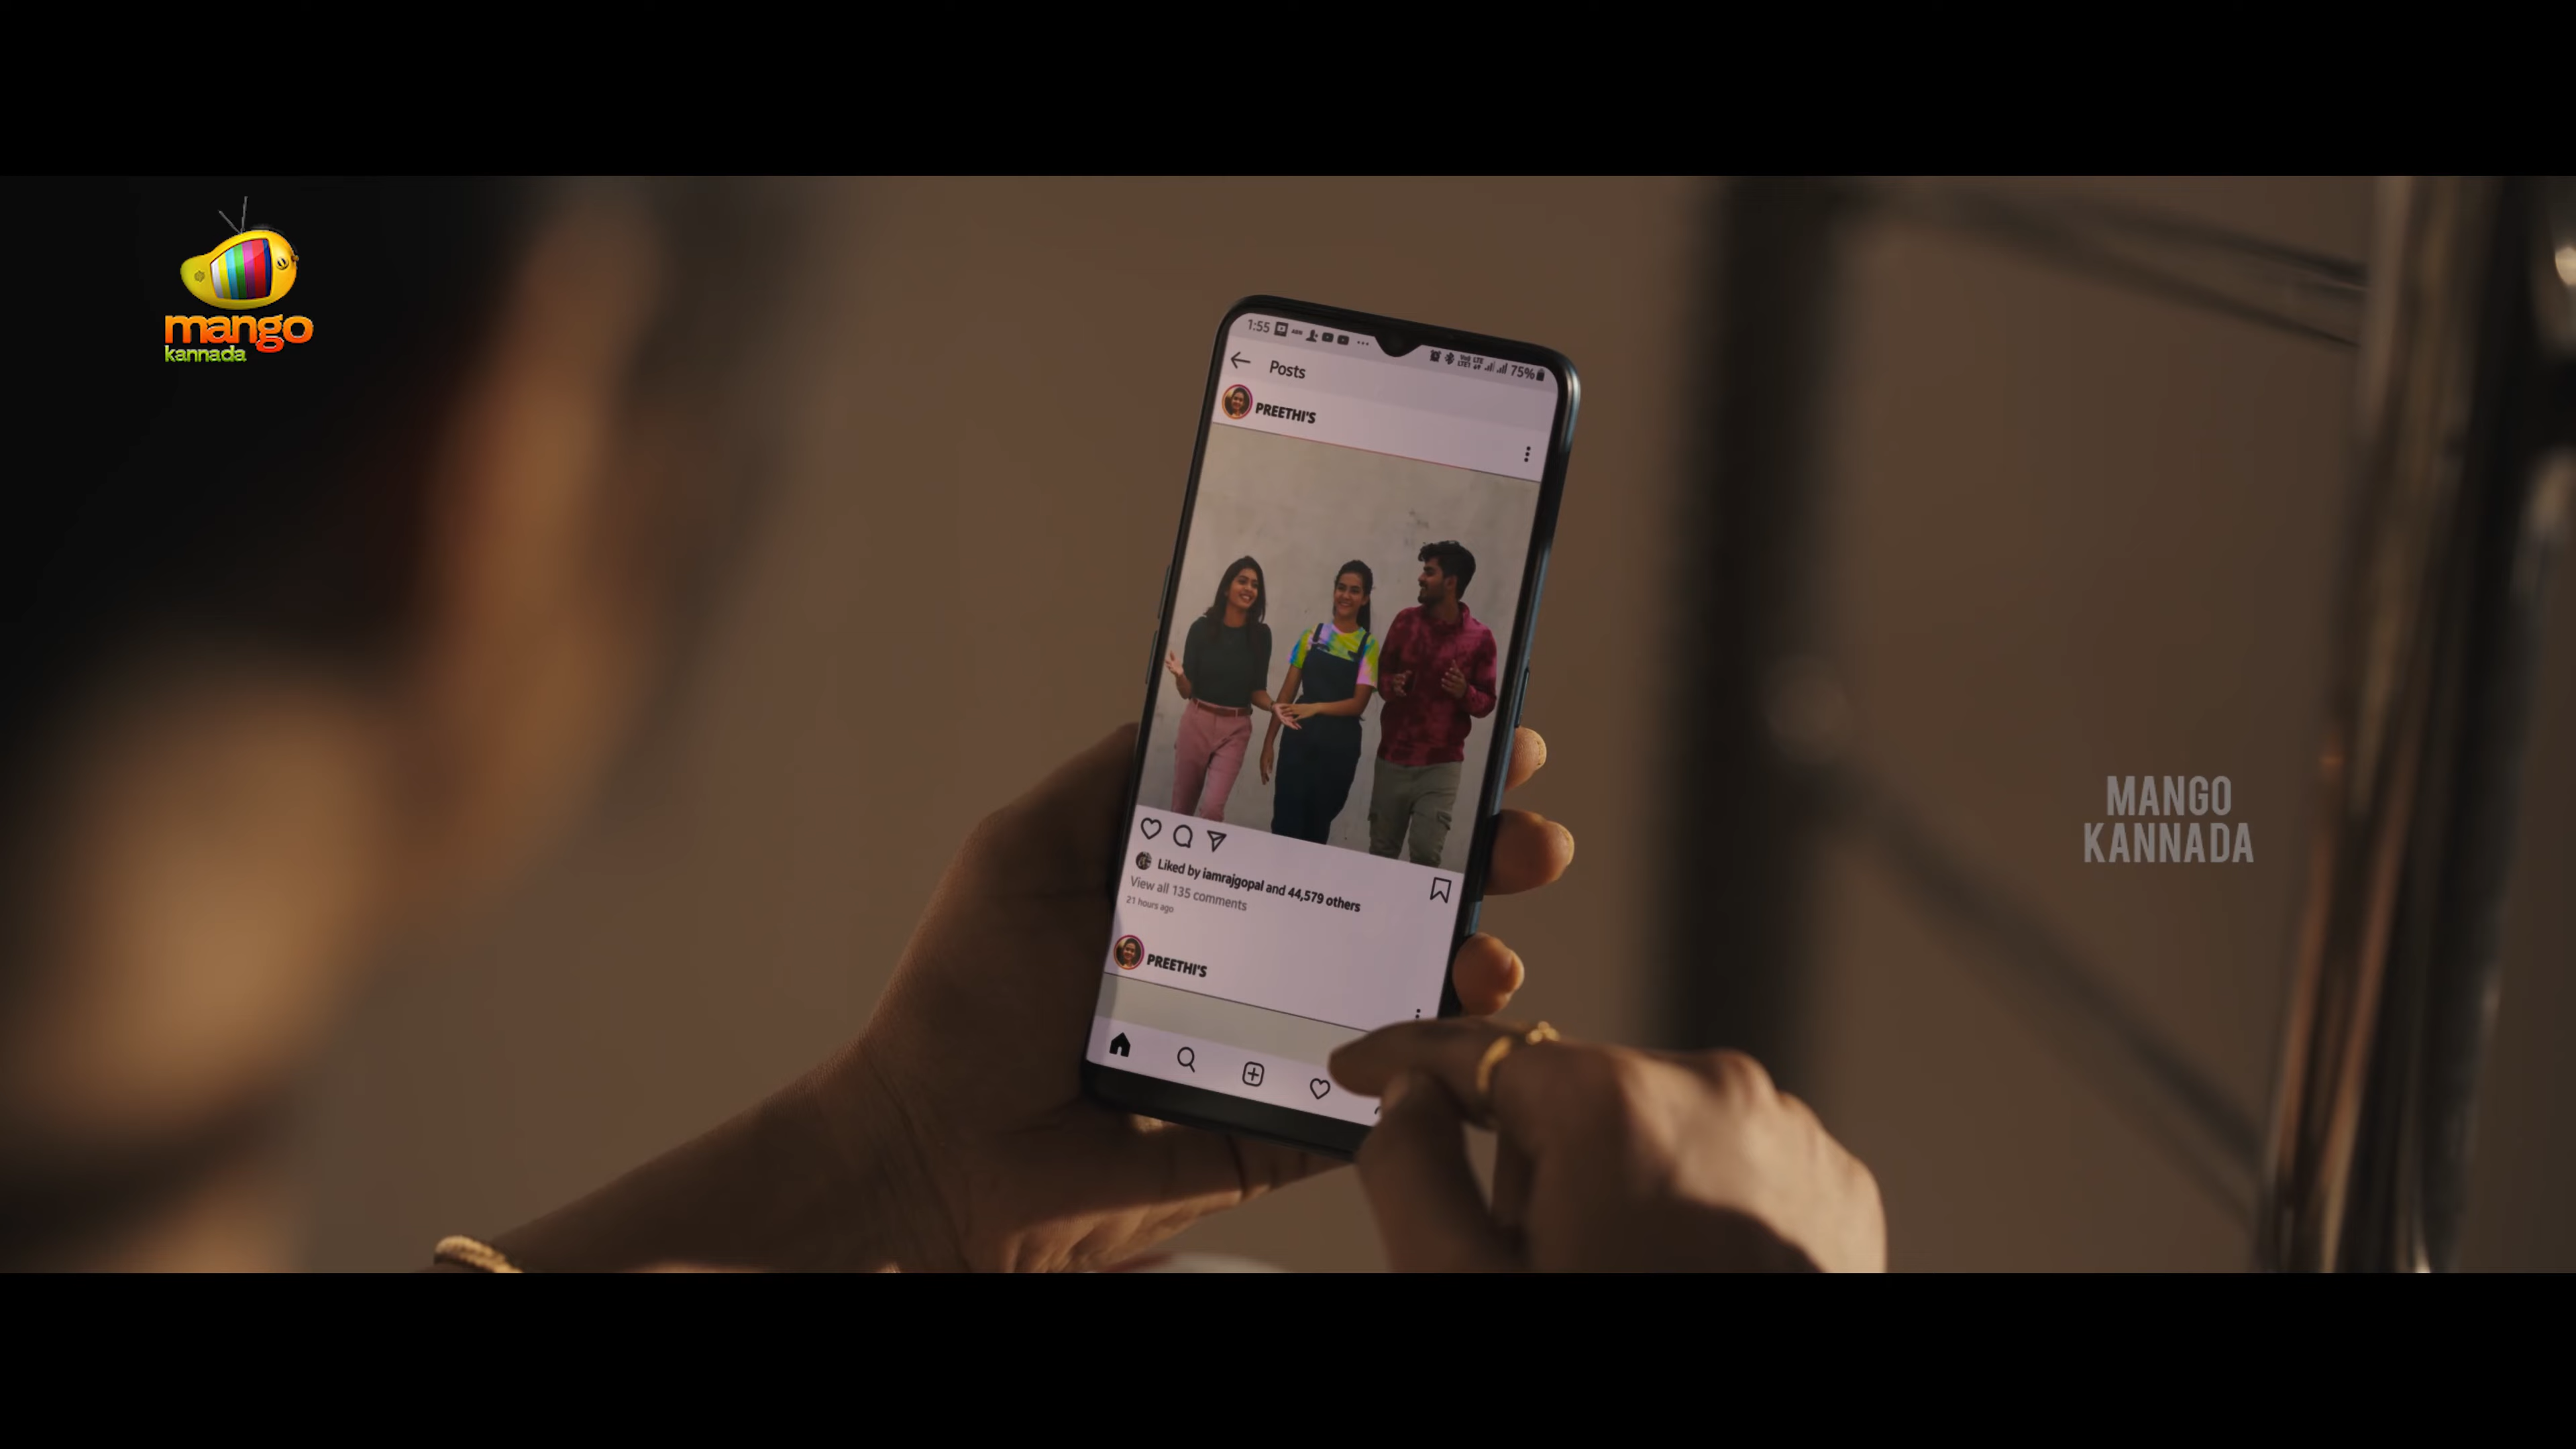 mango
kannada
1:55
75%
Posts
PREETHI'S
MANGO
KANNADA
Liked by iamrajgopal and 44,579 others
View all 135 comments
21 hours ago
PREETHI'S